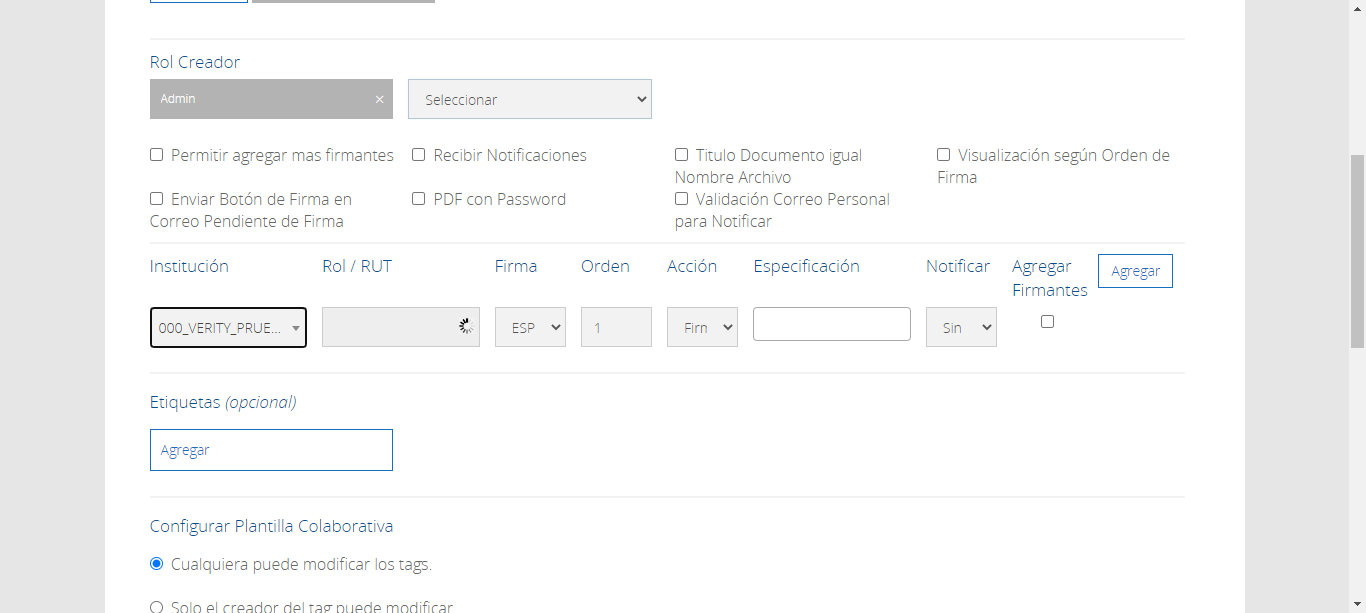 Rol Creador
Admin ×
Seleccionar
Permitir agregar mas firmantes
Recibir Notificaciones
Titulo Documento igual
Nombre Archivo
Visualización según Orden de
Firma
Enviar Botón de Firma en
Correo Pendiente de Firma
PDF con Password
Validación Correo Personal
para Notificar
Institución
Rol / RUT
Firma
Orden
Acción
Especificación
Notificar
Agregar
Firmantes
Agregar
000_VERITY_PRUE...
ESP
1
Firn
Sin
Etiquetas (opcional)
Agregar
Configurar Plantilla Colaborativa
Cualquiera puede modificar los tags.
Solo el creador del tag puede modificar